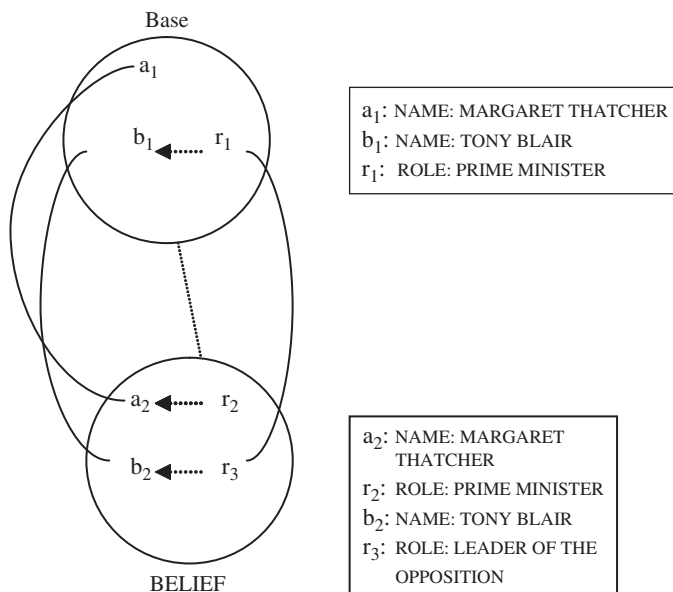 Base
a₁
b₁ r₁
a₁: NAME: MARGARET THATCHER
b₁: NAME: TONY BLAIR
r₁: ROLE: PRIME MINISTER
a₂ r₂
b₂ r₃
BELIEF
a₂: NAME: MARGARET
THATCHER
r₂: ROLE: PRIME MINISTER
b₂: NAME: TONY BLAIR
r₃: ROLE: LEADER OF THE
OPPOSITION